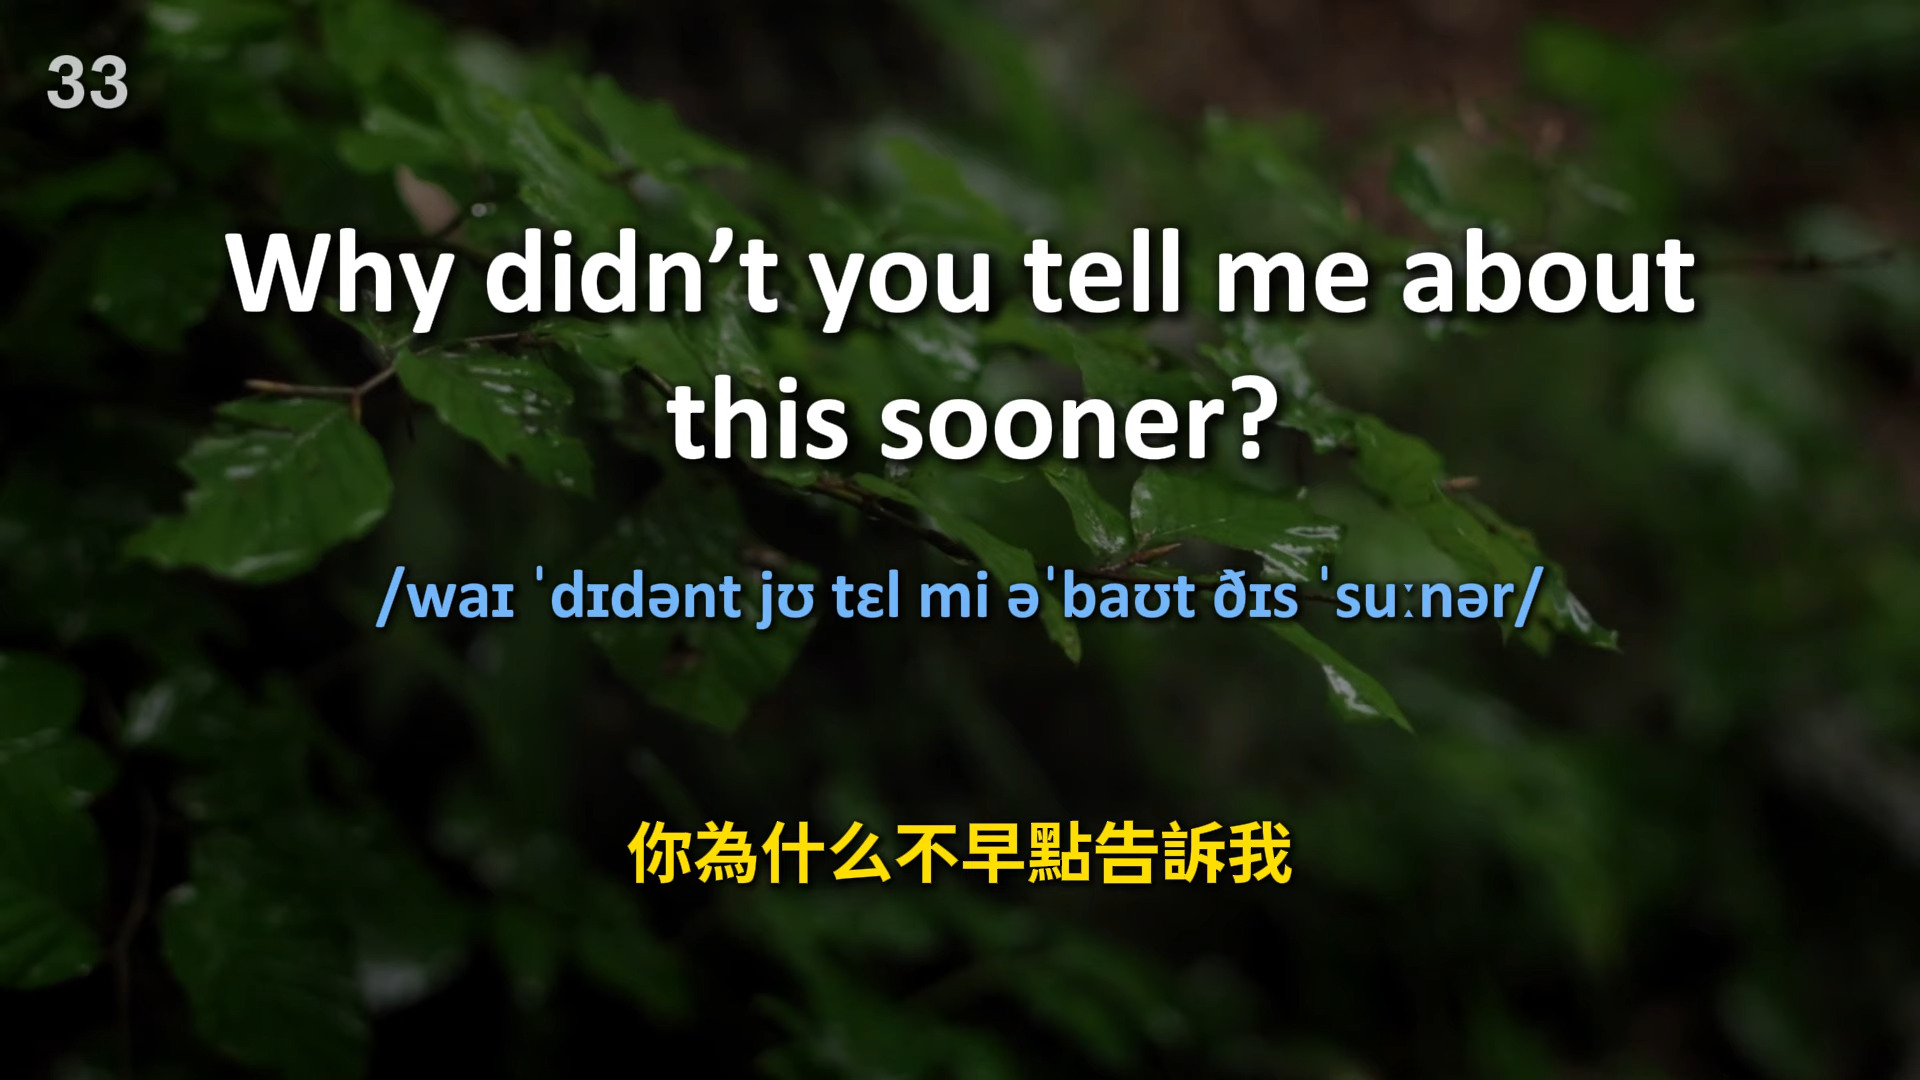 33
Why didn’t you tell me about
this sooner?
/waɪ ˈdɪdənt jʊ tɛl mi əˈbaʊt ðɪs ˈsuːnər/
你為什么不早點告訴我